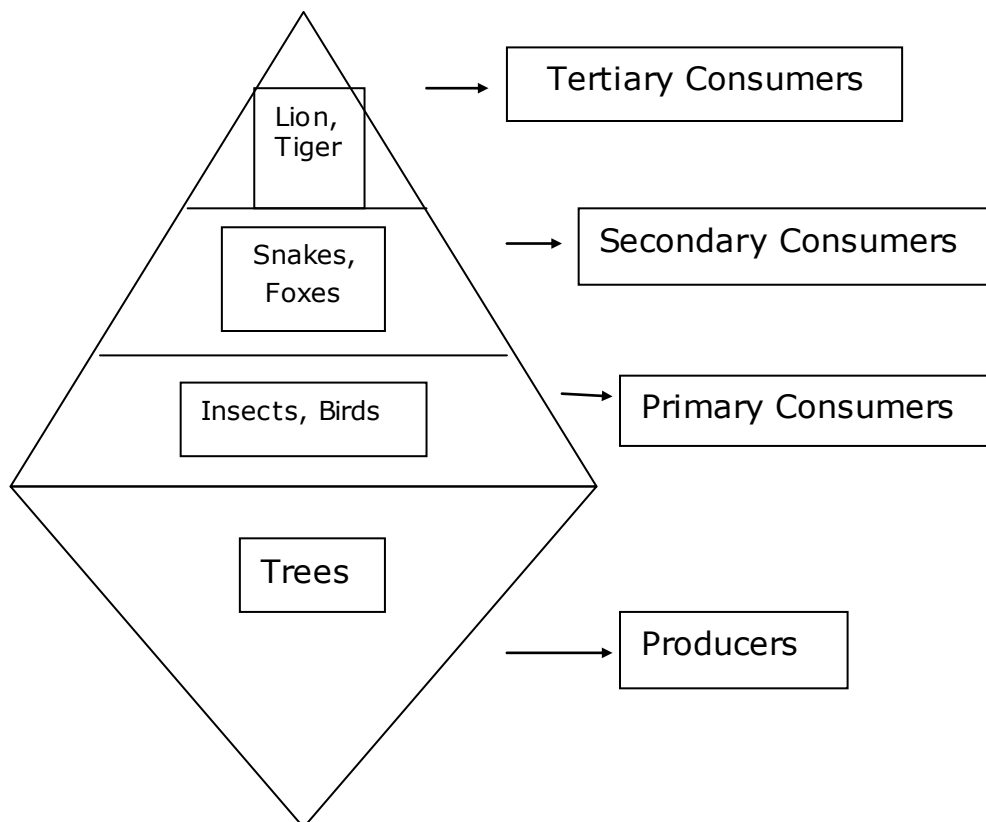 Lion,
Tiger
Tertiary Consumers
Snakes,
Foxes
Secondary Consumers
Insects, Birds
Primary Consumers
Trees
Producers